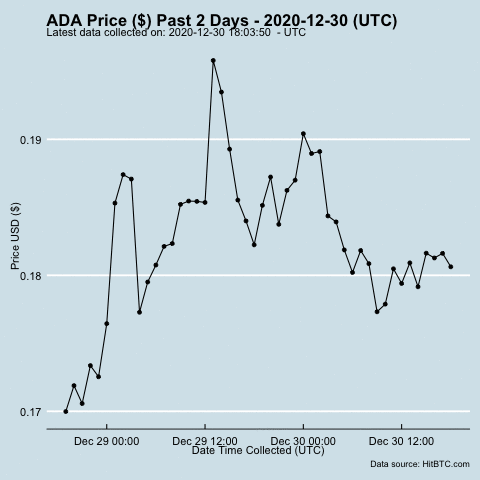 ADA Price ($) Past 2 Days - 2020-12-30 (UTC)
Latest data collected on: 2020-12-30 18:03:50 - UTC
Price USD ($)
0.19
0.18
0.17
Dec 29 00:00 Dec 29 12:00 Dec 30 00:00 Dec 30 12:00
Date Time Collected (UTC)
Data source: HitBTC.com